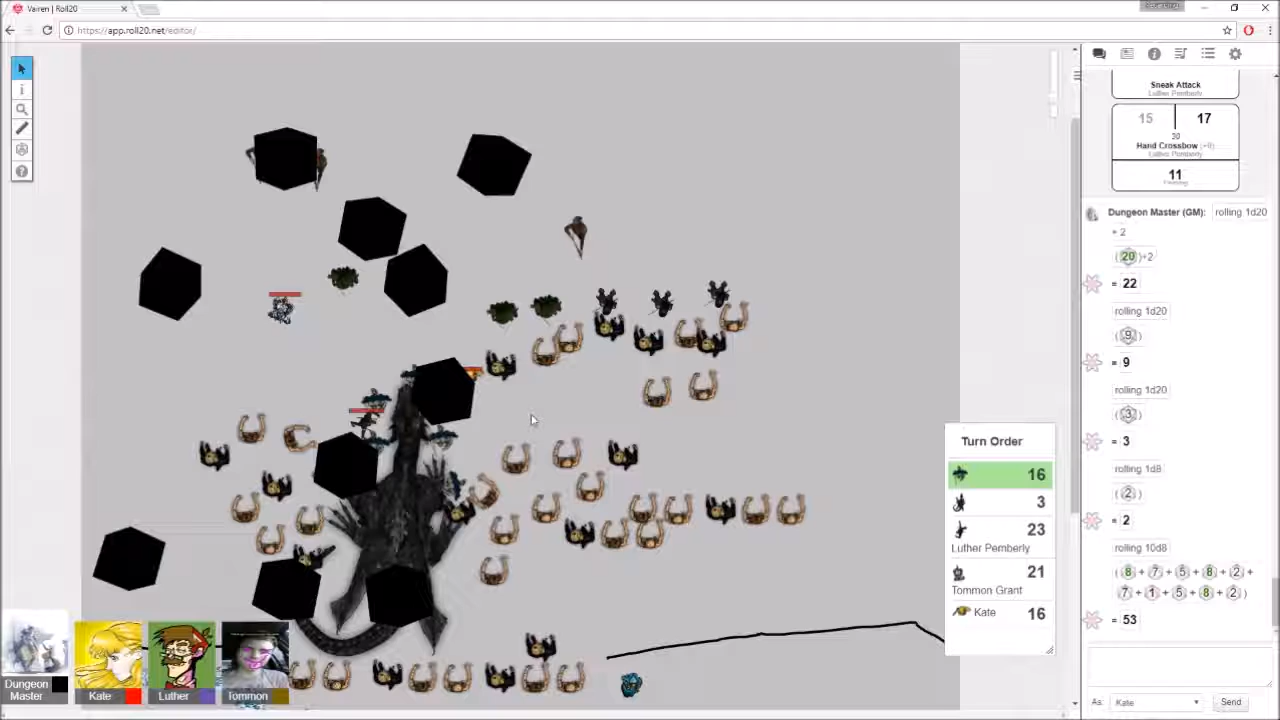 Vairen | Roll20
https://app.roll20.net/editor/
Sneak Attack
Luther Pemberly
15
17
30
Hand Crossbow (+9)
Luther Pemberly
11
Dungeon Master (GM): rolling 1d20
+ 2
(20)+2
= 22
rolling 1d20
(9)
= 9
rolling 1d20
(3)
= 3
rolling 1d8
(2)
= 2
rolling 10d8
(8+7+5+8+2+
7+1+5+8+2)
= 53
Turn Order
16
3
23
Luther Pemberly
21
Tommon Grant
Kate 16
Dungeon
Master
Kate
Luther
Tommon
As:
Kate
Send